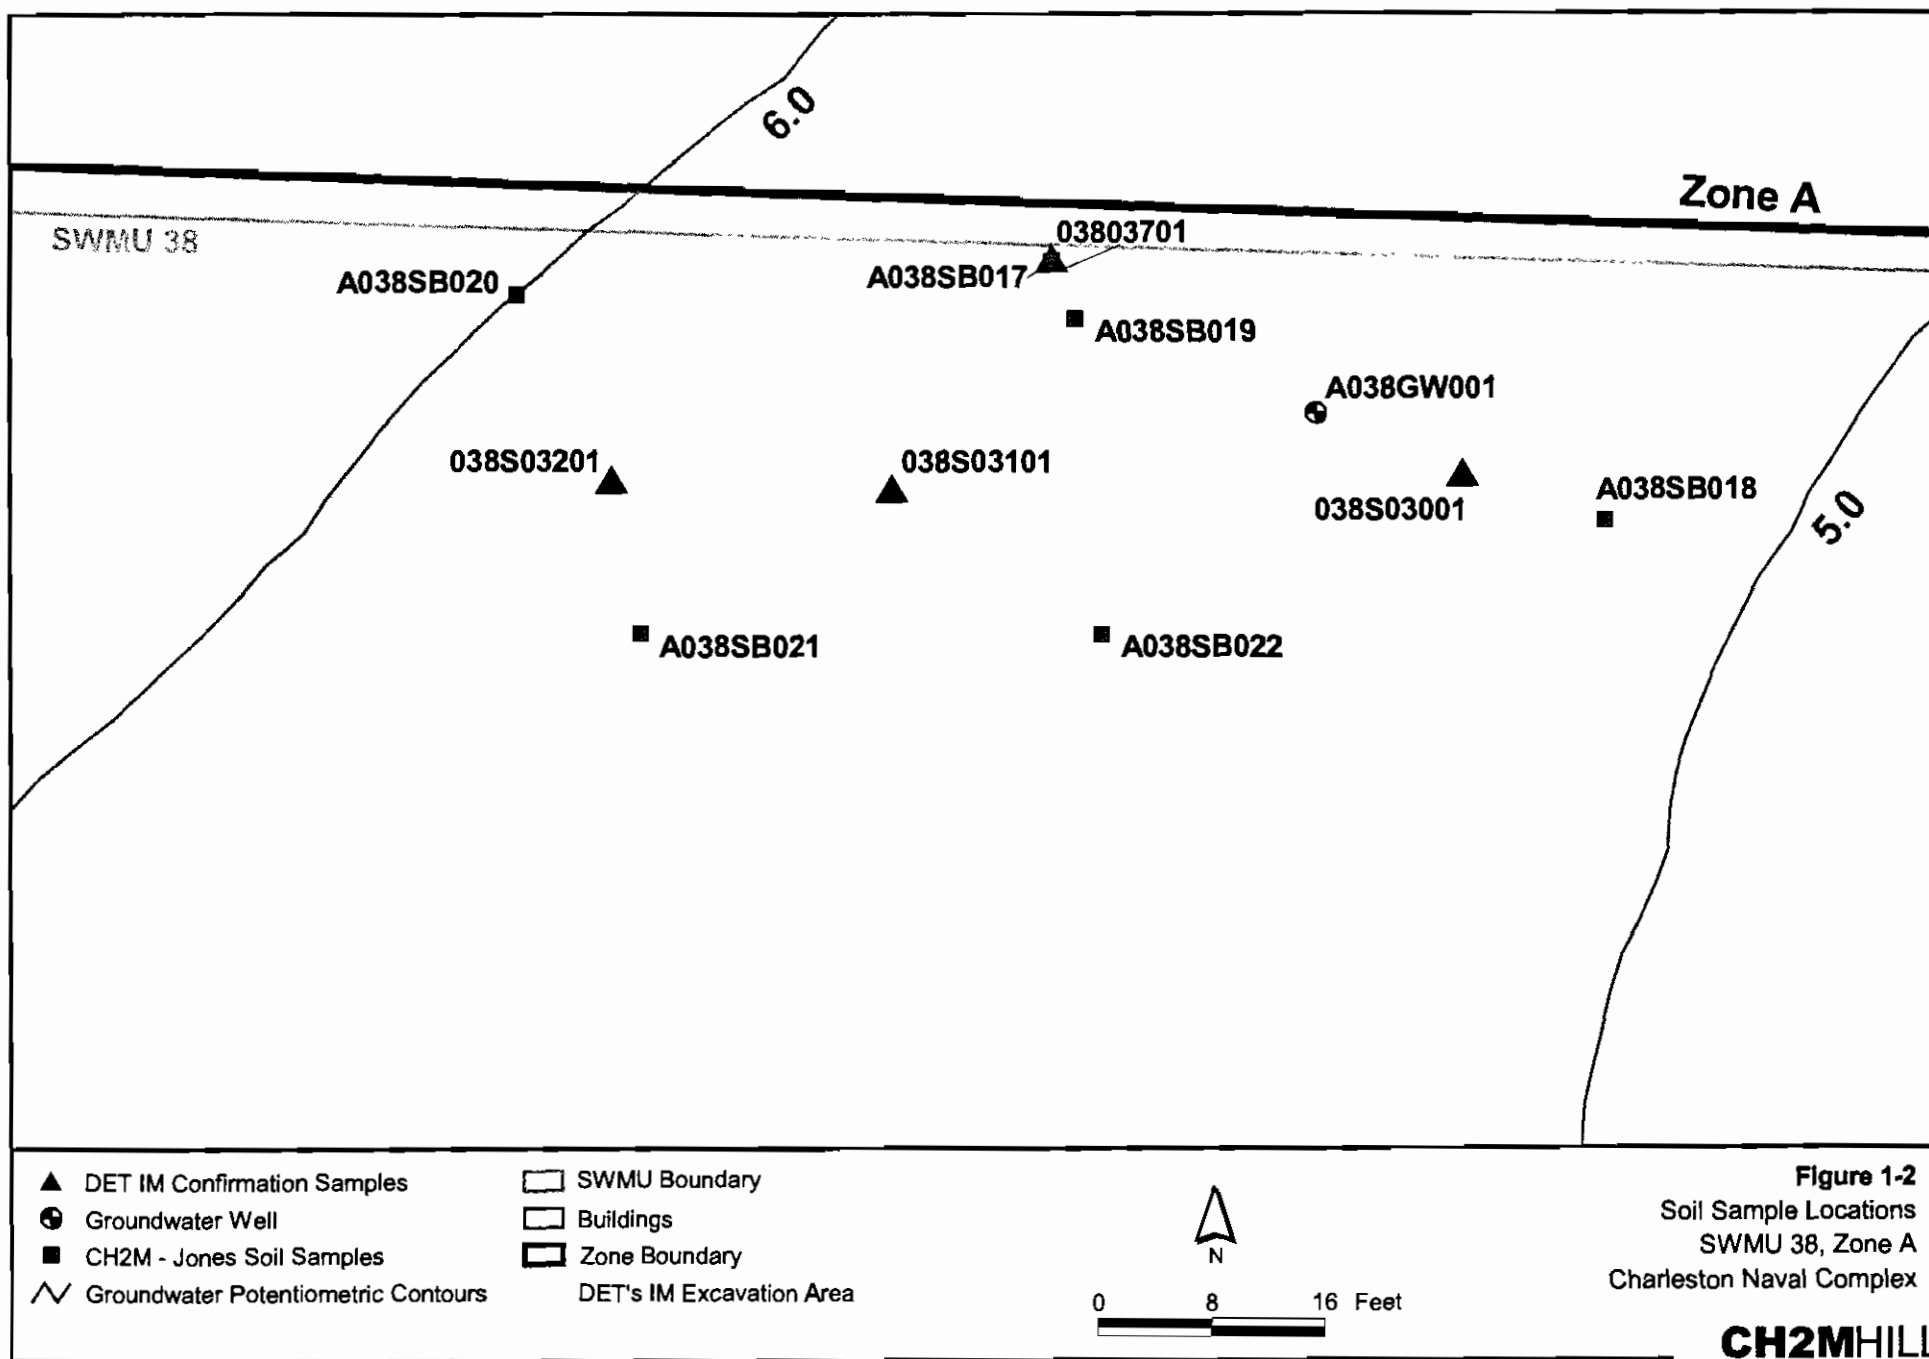 6.0
Zone A
SWMU 38
03803701
A038SB020
A038SB017
A038SB019
A038GW001
038S03201
038S03101
038S03001
A038SB018
5.0
A038SB021
A038SB022
DET IM Confirmation Samples
Groundwater Well
CH2M - Jones Soil Samples
Groundwater Potentiometric Contours
SWMU Boundary
Buildings
Zone Boundary
DET's IM Excavation Area
N
0 8 16 Feet
Figure 1-2
Soil Sample Locations
SWMU 38, Zone A
Charleston Naval Complex
CH2MHILL